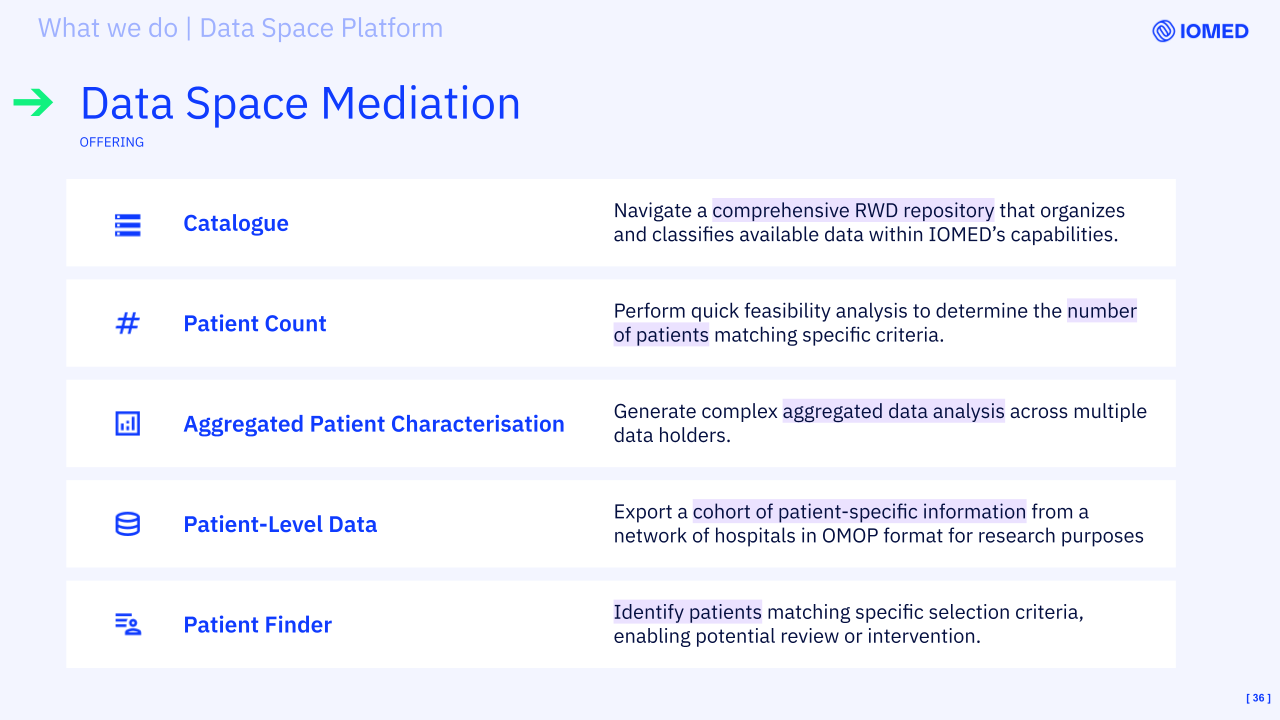 What we do | Data Space Platform
IOMED
Data Space Mediation
OFFERING
Catalogue
Navigate a comprehensive RWD repository that organizes
and classifies available data within IOMED’s capabilities.
Patient Count
Perform quick feasibility analysis to determine the number
of patients matching specific criteria.
Aggregated Patient Characterisation
Generate complex aggregated data analysis across multiple
data holders.
Patient-Level Data
Export a cohort of patient-specific information from a
network of hospitals in OMOP format for research purposes
Patient Finder
Identify patients matching specific selection criteria,
enabling potential review or intervention.
[ 36 ]